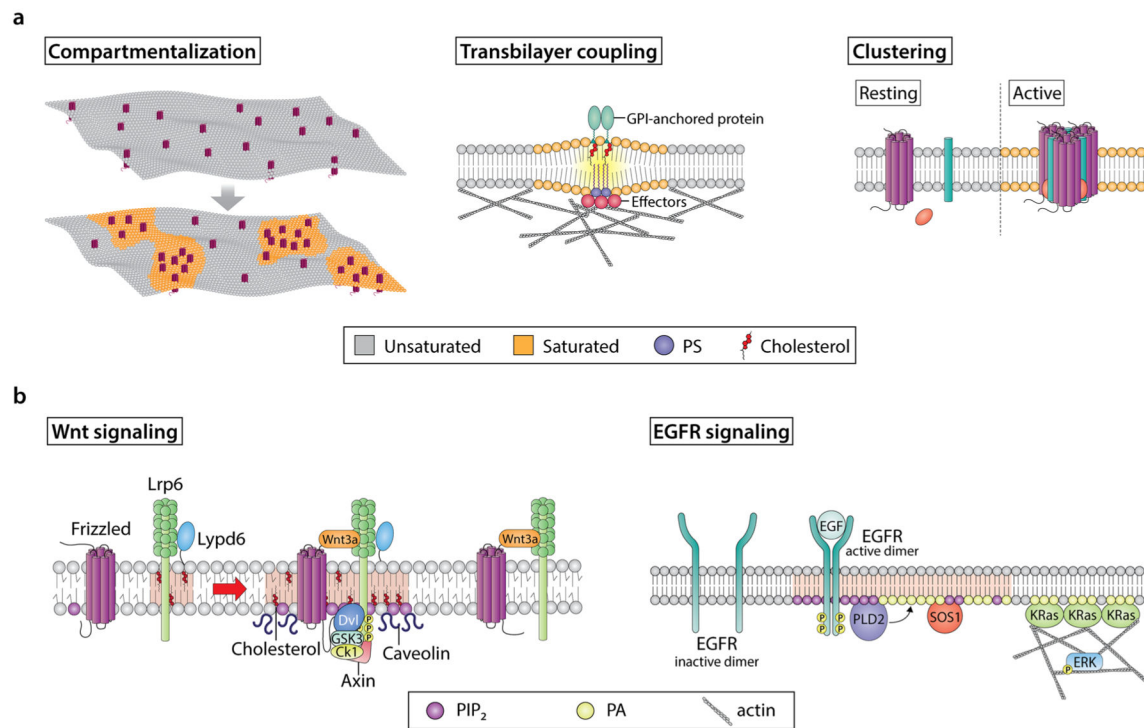 a
Compartmentalization
Transbilayer coupling
Clustering
Resting
Active
GPI-anchored protein
Effectors
Unsaturated
Saturated
PS
Cholesterol
b
Wnt signaling
EGFR signaling
Lrp6
Frizzled
Lypd6
Wnt3a
Wnt3a
Dvl
GSK3
Ck1
P
P
P
Cholesterol
Caveolin
Axin
EGF
EGFR
active dimer
P
P
P
P
PLD2
SOS1
KRas
KRas
KRas
EGFR
inactive dimer
ERK
P
PIP₂
PA
actin